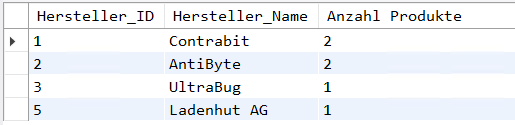 Hersteller_ID Hersteller_Name Anzahl Produkte
1 Contrabit 2
2 AntiByte 2
3 UltraBug 1
5 Ladenhut AG 1